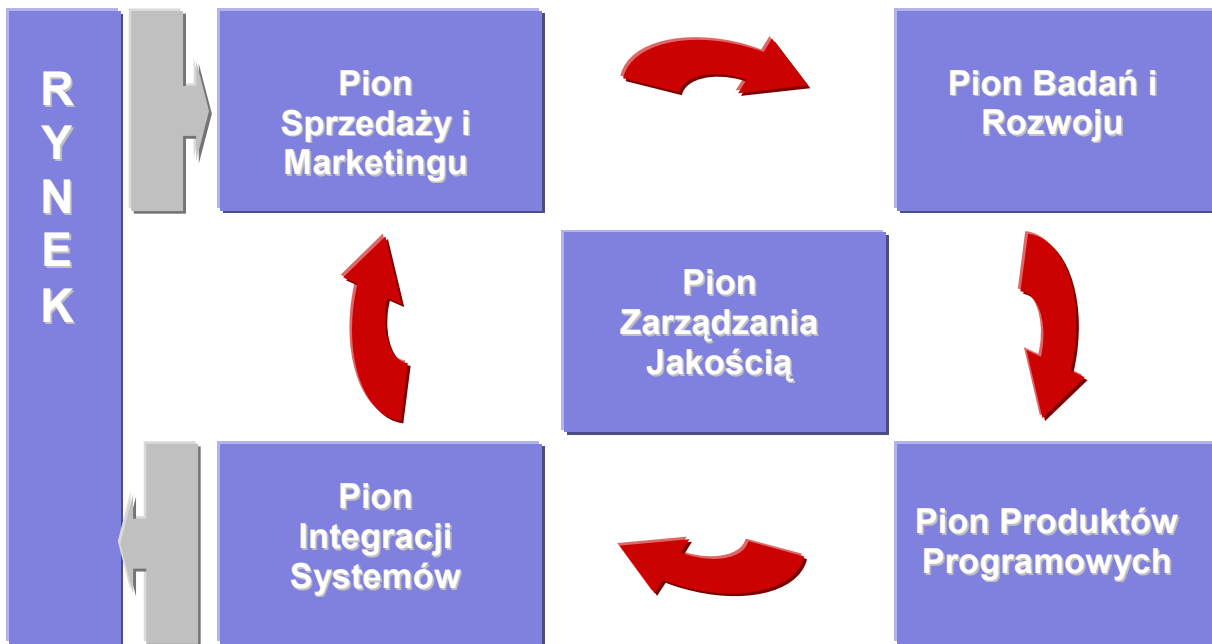 R
Y
N
E
K
Pion
Sprzedaży i
Marketingu
Pion Badań i
Rozwoju
Pion
Zarządzania
Jakością
Pion
Integracji
Systemów
Pion Produktów
Programowych